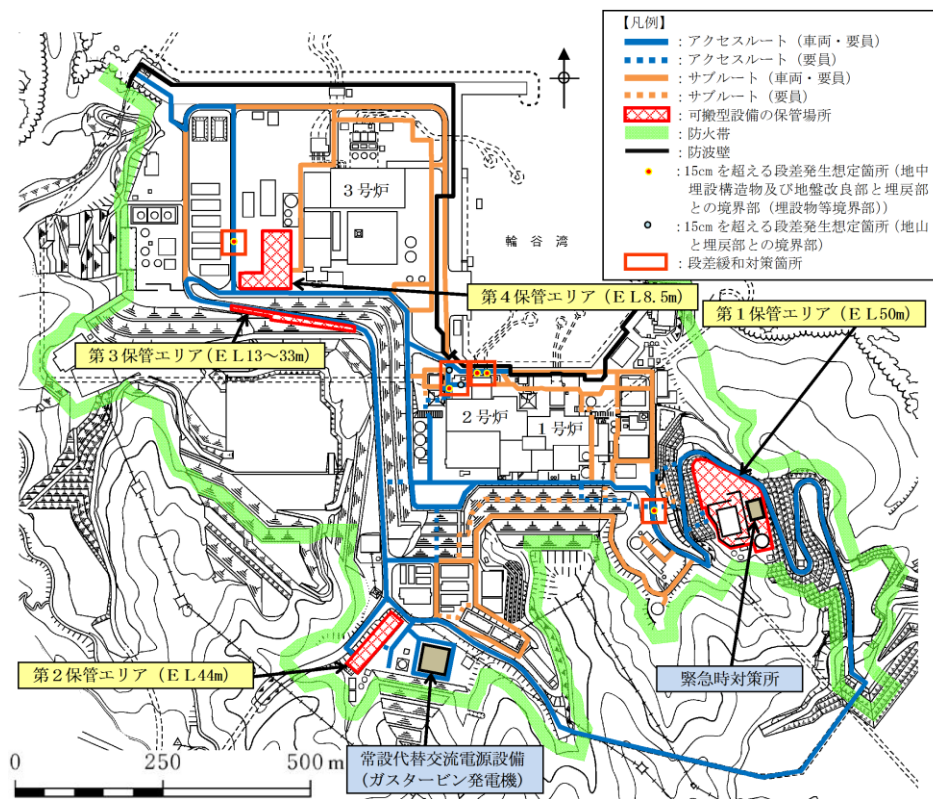 【凡例】
：アクセスルート（車両・要員）
：アクセスルート（要員）
：サブルート（車両・要員）
：サブルート（要員）
：可搬型設備の保管場所
：防火帯
：防波壁
：15cmを超える段差発生想定箇所（地中
埋設構造物及び地盤改良部と埋戻部
との境界部（埋設物等境界部））
：15cmを超える段差発生想定箇所（地山
と埋戻部との境界部）
：段差緩和対策箇所
3号炉
輪谷湾
第4保管エリア（EL8.5m）
第1保管エリア（EL50m）
第3保管エリア（EL13～33m）
2号炉
1号炉
第2保管エリア（EL44m）
緊急時対策所
常設代替交流電源設備
（ガスタービン発電機）
0 250 500 m